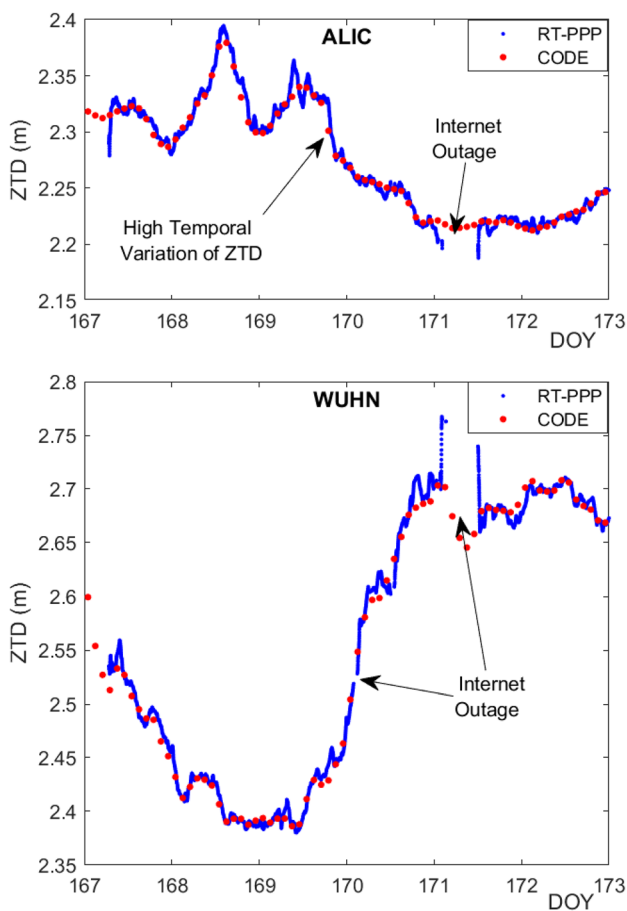 ALIC
RT-PPP
CODE
ZTD (m)
2.4
2.35
2.3
2.25
2.2
2.15
Internet
Outage
High Temporal
Variation of ZTD
167 168 169 170 171 172 173
DOY
WUHN
RT-PPP
CODE
ZTD (m)
2.8
2.75
2.7
2.65
2.6
2.55
2.5
2.45
2.4
2.35
Internet
Outage
167 168 169 170 171 172 173
DOY